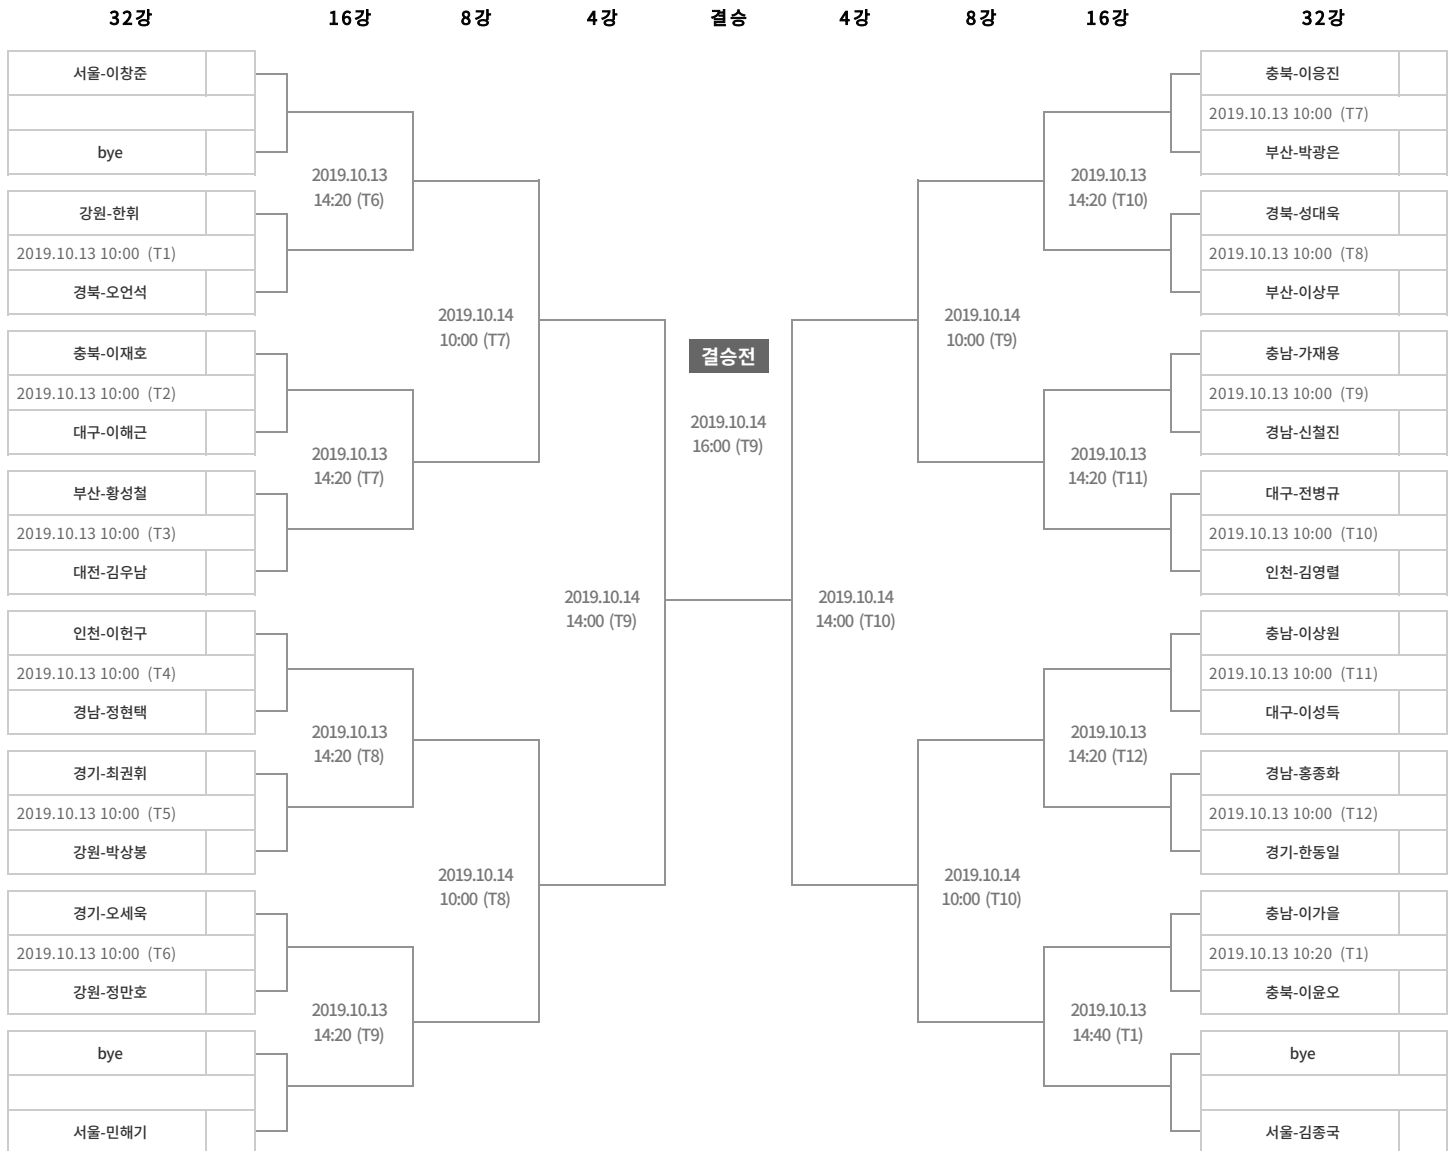 32강 16강 8강 4강 결승 4강 8강 16강 32강
서울-이창준
bye
강원-한휘
2019.10.13 10:00 (T1)
경북-오언석
충북-이재호
2019.10.13 10:00 (T2)
대구-이해근
부산-황성철
2019.10.13 10:00 (T3)
대전-김우남
인천-이헌구
2019.10.13 10:00 (T4)
경남-정현택
경기-최권휘
2019.10.13 10:00 (T5)
강원-박상봉
경기-오세욱
2019.10.13 10:00 (T6)
강원-정만호
bye
서울-민해기
2019.10.13
14:20 (T6)
2019.10.13
14:20 (T7)
2019.10.13
14:20 (T8)
2019.10.13
14:20 (T9)
2019.10.14
10:00 (T7)
2019.10.14
10:00 (T8)
2019.10.14
14:00 (T9)
결승전
2019.10.14
16:00 (T9)
2019.10.14
14:00 (T10)
2019.10.14
10:00 (T9)
2019.10.14
10:00 (T10)
2019.10.13
14:20 (T10)
2019.10.13
14:20 (T11)
2019.10.13
14:20 (T12)
2019.10.13
14:40 (T1)
충북-이응진
2019.10.13 10:00 (T7)
부산-박광은
경북-성대욱
2019.10.13 10:00 (T8)
부산-이상무
충남-가재용
2019.10.13 10:00 (T9)
경남-신철진
대구-전병규
2019.10.13 10:00 (T10)
인천-김영렬
충남-이상원
2019.10.13 10:00 (T11)
대구-이성득
경남-홍종화
2019.10.13 10:00 (T12)
경기-한동일
충남-이가을
2019.10.13 10:20 (T1)
충북-이윤오
bye
서울-김종국